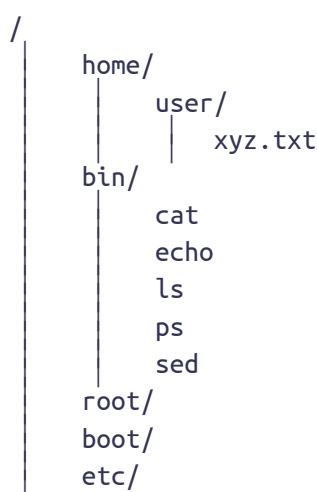 /
home/
user/
xyz.txt
bin/
cat
echo
ls
ps
sed
root/
boot/
etc/